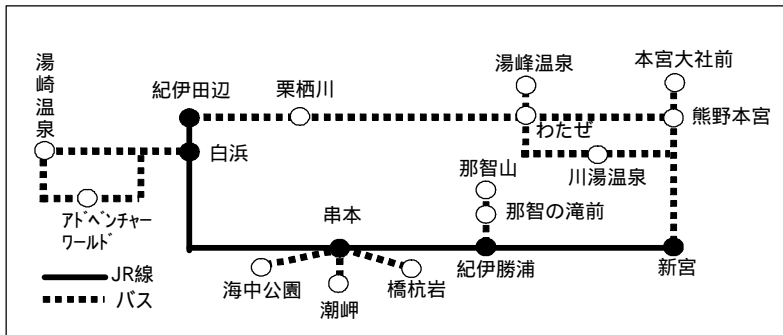 湯崎温泉
紀伊田辺
栗栖川
湯峰温泉
本宮大社前
わたぜ
熊野本宮
白浜
川湯温泉
アドベンチャー
ワールド
那智山
那智の滝前
串本
紀伊勝浦
新宮
海中公園
潮岬
橋杭岩
JR線
バス